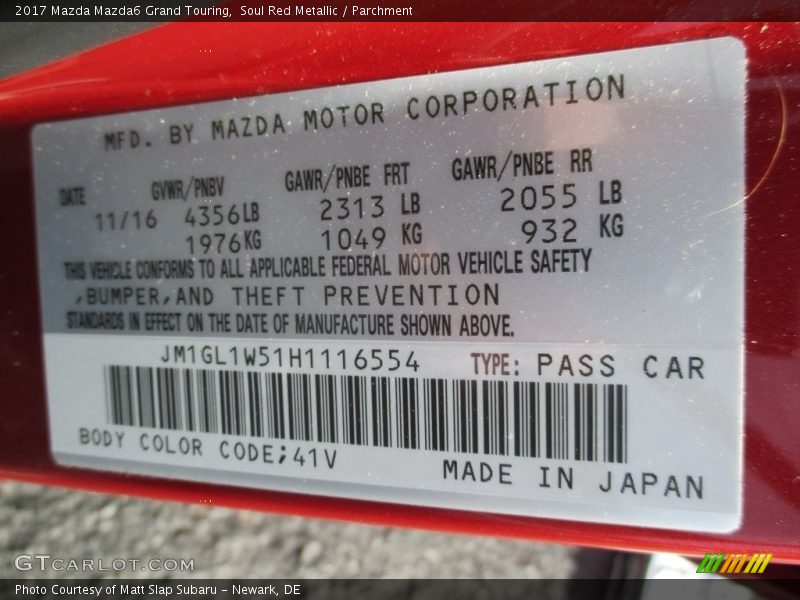 2017 Mazda Mazda6 Grand Touring,  Soul Red Metallic / Parchment
MFD. BY MAZDA MOTOR CORPORATION
DATE GVWR/PNBV GAWR/PNBE FRT GAWR/PNBE RR
11/16 4356LB 2313 LB 2055 LB
1976KG 1049 KG 932 KG
THIS VEHICLE CONFORMS TO ALL APPLICABLE FEDERAL MOTOR VEHICLE SAFETY
,BUMPER,AND THEFT PREVENTION
STANDARDS IN EFFECT ON THE DATE OF MANUFACTURE SHOWN ABOVE.
JM1GL1W51H1116554 TYPE: PASS CAR
BODY COLOR CODE;41V
MADE IN JAPAN
GTCARLOT.COM
Photo Courtesy of Matt Slap Subaru - Newark, DE